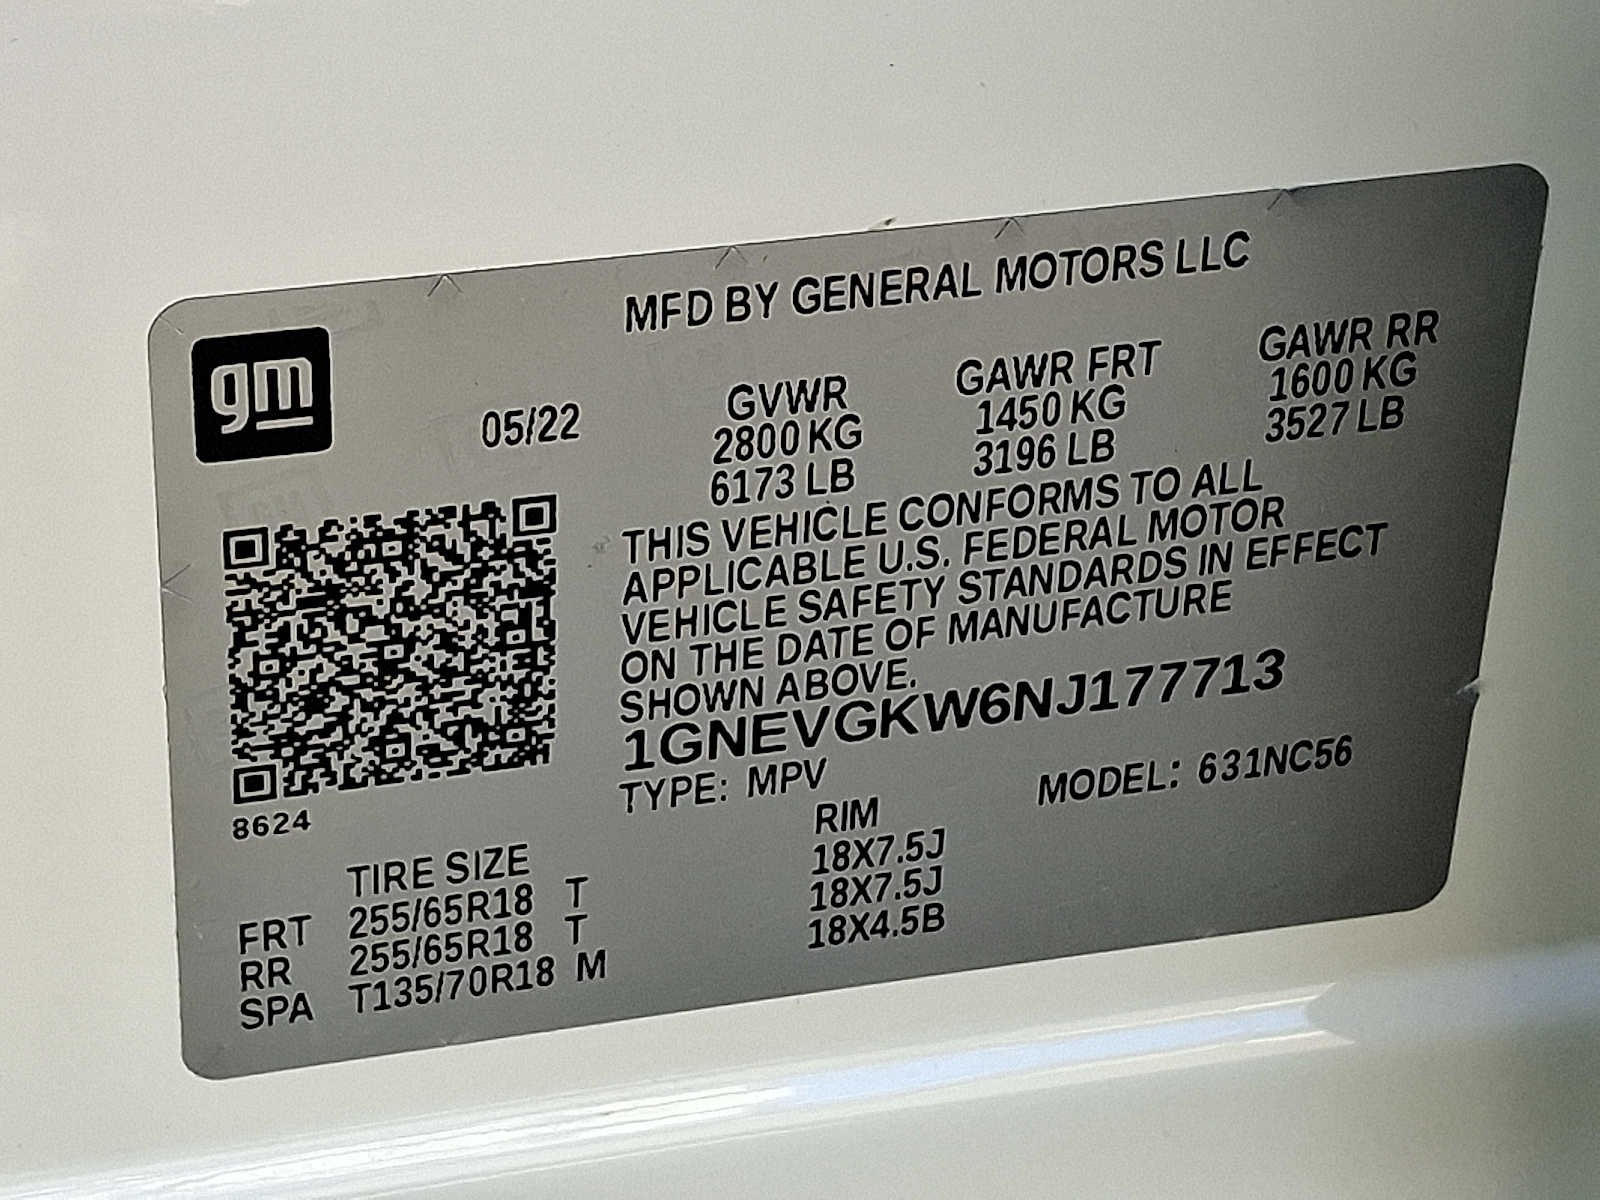 MFD BY GENERAL MOTORS LLC
gm
05/22
GVWR GAWR FRT GAWR RR
2800 KG 1450 KG 1600 KG
6173 LB 3196 LB 3527 LB
THIS VEHICLE CONFORMS TO ALL
APPLICABLE U.S. FEDERAL MOTOR
VEHICLE SAFETY STANDARDS IN EFFECT
ON THE DATE OF MANUFACTURE
SHOWN ABOVE.
1GNEVGKW6NJ177713
TYPE: MPV MODEL: 631NC56
8624
TIRE SIZE RIM
FRT 255/65R18 T 18X7.5J
RR 255/65R18 T 18X7.5J
SPA T135/70R18 M 18X4.5B